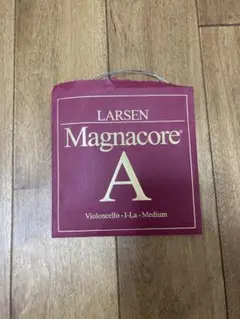 LARSEN
Magnacore®
A
Violoncello - I-La - Medium